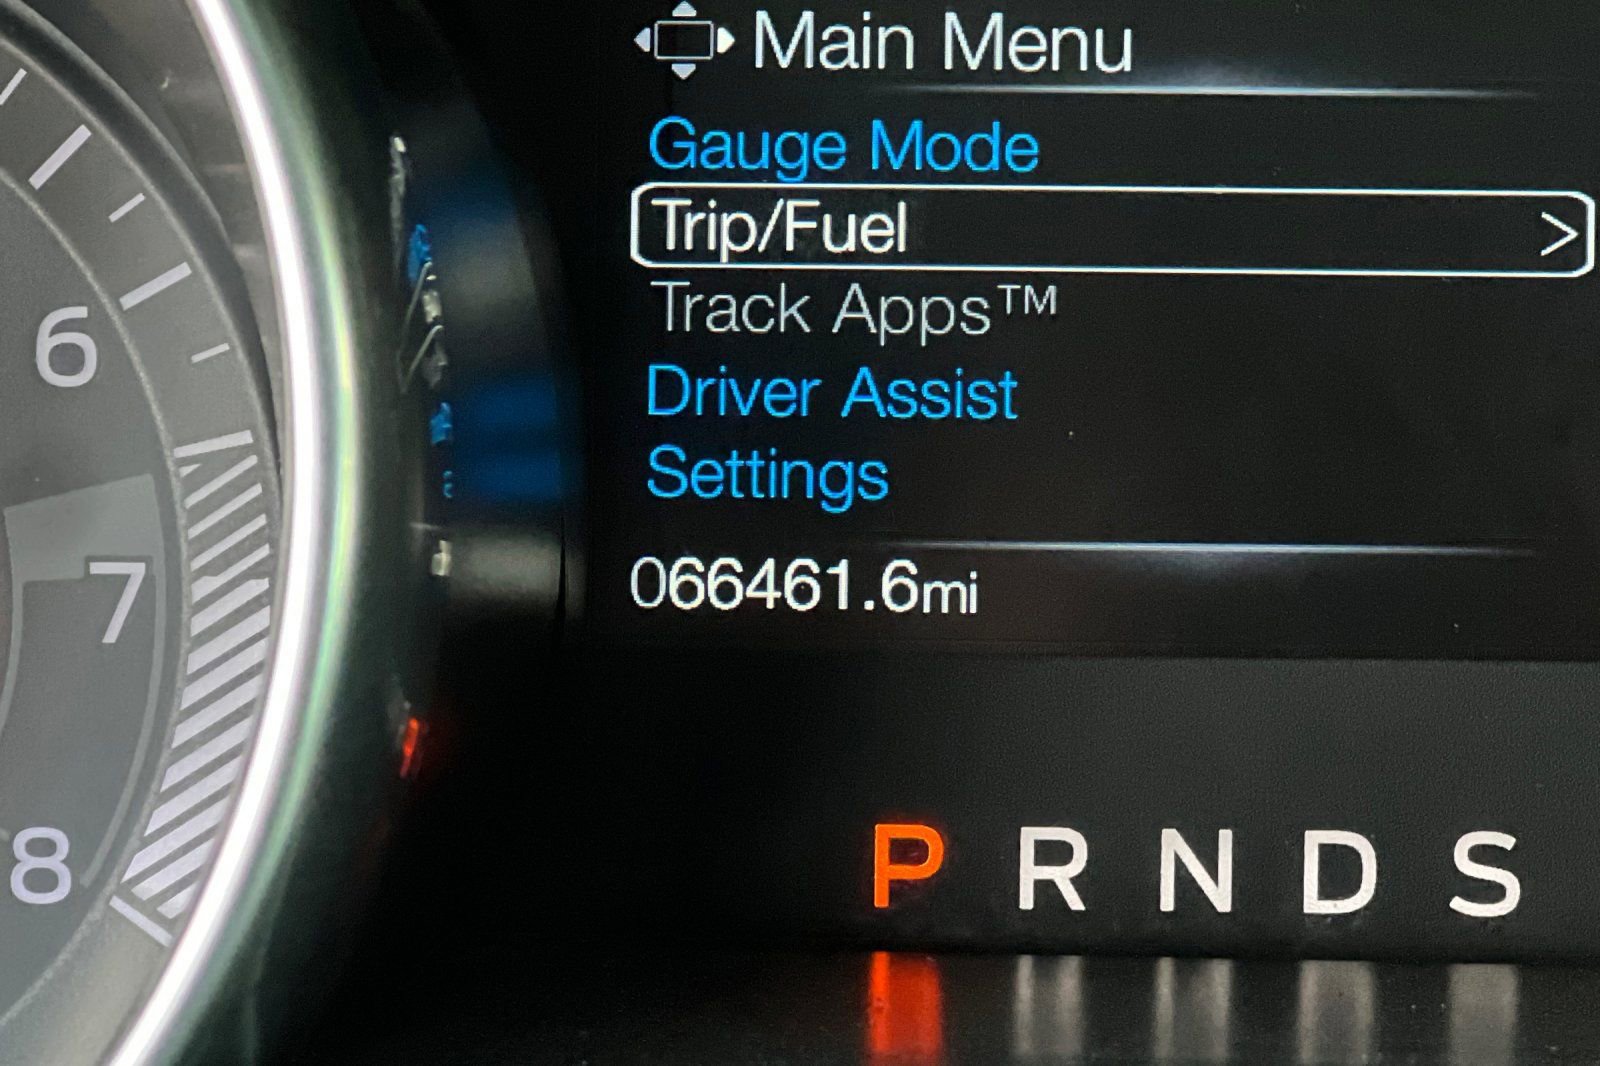 Main Menu
Gauge Mode
Trip/Fuel >
Track Apps™
Driver Assist
Settings
066461.6mi
P R N D S
6
7
8